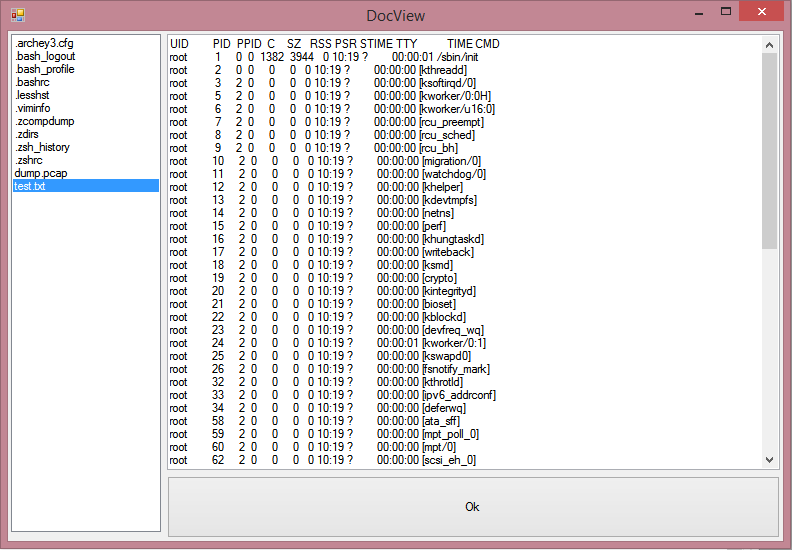 DocView
.archey3.cfg
.bash_logout
.bash_profile
.bashrc
.lesshst
.viminfo
.zcompdump
.zdirs
.zsh_history
.zshrc
dump.pcap
test.txt
UID PID PPID C SZ RSS PSR STIME TTY TIME CMD
root 1 0 0 1382 3944 0 10:19 ? 00:00:01 /sbin/init
root 2 0 0 0 0 0 10:19 ? 00:00:00 [kthreadd]
root 3 2 0 0 0 0 10:19 ? 00:00:00 [ksoftirqd/0]
root 5 2 0 0 0 0 10:19 ? 00:00:00 [kworker/0:0H]
root 6 2 0 0 0 0 10:19 ? 00:00:00 [kworker/u16:0]
root 7 2 0 0 0 0 10:19 ? 00:00:00 [rcu_preempt]
root 8 2 0 0 0 0 10:19 ? 00:00:00 [rcu_sched]
root 9 2 0 0 0 0 10:19 ? 00:00:00 [rcu_bh]
root 10 2 0 0 0 0 10:19 ? 00:00:00 [migration/0]
root 11 2 0 0 0 0 10:19 ? 00:00:00 [watchdog/0]
root 12 2 0 0 0 0 10:19 ? 00:00:00 [khelper]
root 13 2 0 0 0 0 10:19 ? 00:00:00 [kdevtmpfs]
root 14 2 0 0 0 0 10:19 ? 00:00:00 [netns]
root 15 2 0 0 0 0 10:19 ? 00:00:00 [perf]
root 16 2 0 0 0 0 10:19 ? 00:00:00 [khungtaskd]
root 17 2 0 0 0 0 10:19 ? 00:00:00 [writeback]
root 18 2 0 0 0 0 10:19 ? 00:00:00 [ksmd]
root 19 2 0 0 0 0 10:19 ? 00:00:00 [crypto]
root 20 2 0 0 0 0 10:19 ? 00:00:00 [kintegrityd]
root 21 2 0 0 0 0 10:19 ? 00:00:00 [bioset]
root 22 2 0 0 0 0 10:19 ? 00:00:00 [kblockd]
root 23 2 0 0 0 0 10:19 ? 00:00:00 [devfreq_wq]
root 24 2 0 0 0 0 10:19 ? 00:00:01 [kworker/0:1]
root 25 2 0 0 0 0 10:19 ? 00:00:00 [kswapd0]
root 26 2 0 0 0 0 10:19 ? 00:00:00 [fsnotify_mark]
root 32 2 0 0 0 0 10:19 ? 00:00:00 [kthrotld]
root 33 2 0 0 0 0 10:19 ? 00:00:00 [ipv6_addrconf]
root 34 2 0 0 0 0 10:19 ? 00:00:00 [deferwq]
root 58 2 0 0 0 0 10:19 ? 00:00:00 [ata_sff]
root 59 2 0 0 0 0 10:19 ? 00:00:00 [mpt_poll_0]
root 60 2 0 0 0 0 10:19 ? 00:00:00 [mpt/0]
root 62 2 0 0 0 0 10:19 ? 00:00:00 [scsi_eh_0]
Ok